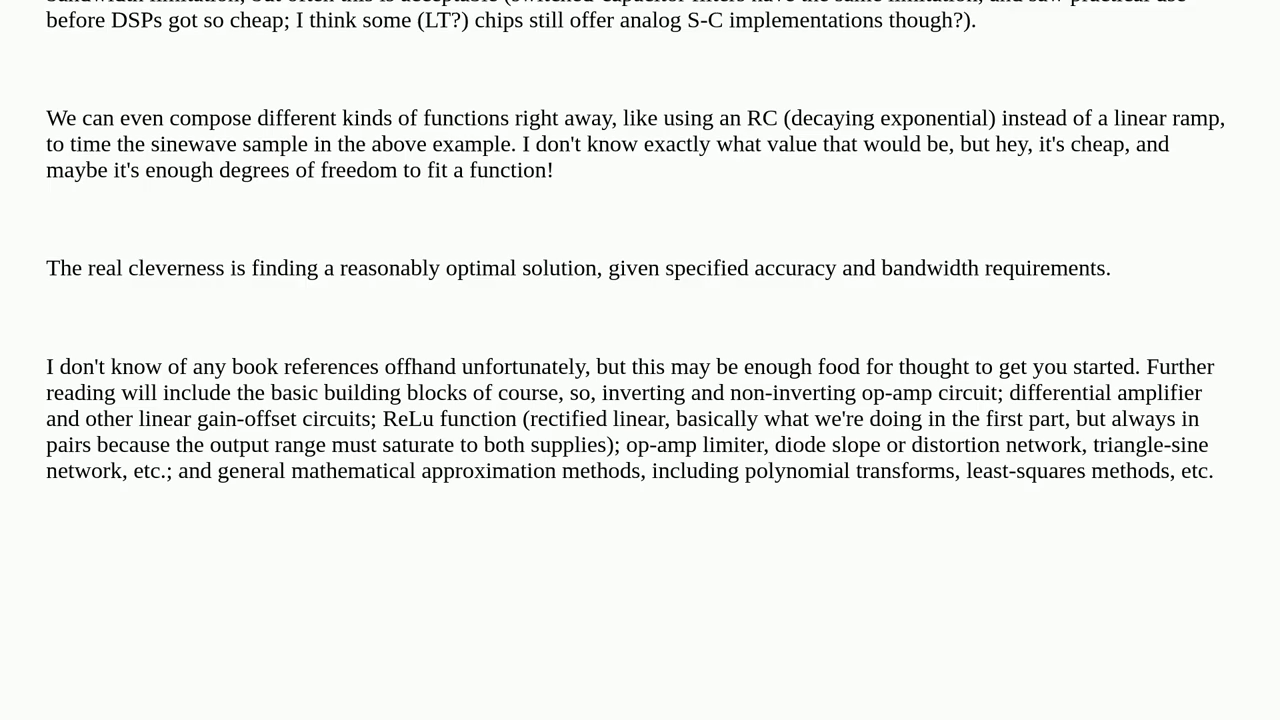 before DSPs got so cheap; I think some (LT?) chips still offer analog S-C implementations though?).
We can even compose different kinds of functions right away, like using an RC (decaying exponential) instead of a linear ramp,
to time the sinewave sample in the above example. I don't know exactly what value that would be, but hey, it's cheap, and
maybe it's enough degrees of freedom to fit a function!
The real cleverness is finding a reasonably optimal solution, given specified accuracy and bandwidth requirements.
I don't know of any book references offhand unfortunately, but this may be enough food for thought to get you started. Further
reading will include the basic building blocks of course, so, inverting and non-inverting op-amp circuit; differential amplifier
and other linear gain-offset circuits; ReLu function (rectified linear, basically what we're doing in the first part, but always in
pairs because the output range must saturate to both supplies); op-amp limiter, diode slope or distortion network, triangle-sine
network, etc.; and general mathematical approximation methods, including polynomial transforms, least-squares methods, etc.